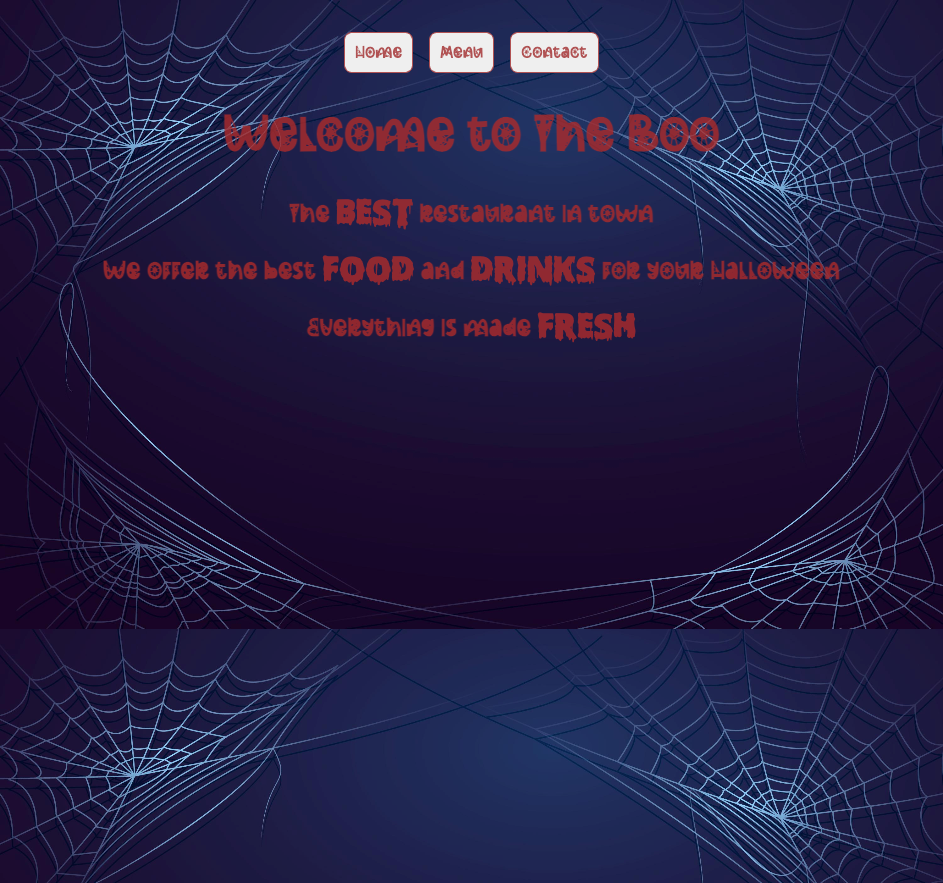 Home Menu Contact
Welcome to The Boo
The BEST restaurant in town
We offer the best FOOD and DRINKS for your Halloween
Everything is made FRESH